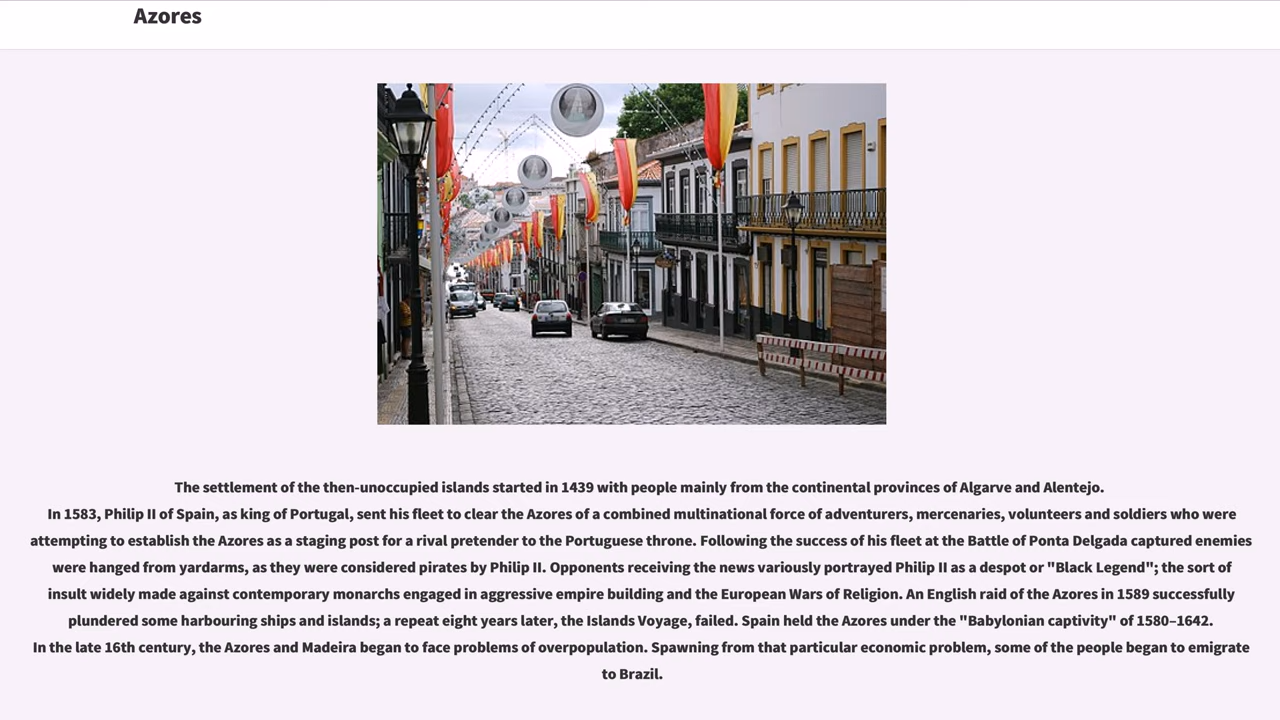 Azores
The settlement of the then-unoccupied islands started in 1439 with people mainly from the continental provinces of Algarve and Alentejo.
In 1583, Philip II of Spain, as king of Portugal, sent his fleet to clear the Azores of a combined multinational force of adventurers, mercenaries, volunteers and soldiers who were
attempting to establish the Azores as a staging post for a rival pretender to the Portuguese throne. Following the success of his fleet at the Battle of Ponta Delgada captured enemies
were hanged from yardarms, as they were considered pirates by Philip II. Opponents receiving the news variously portrayed Philip II as a despot or "Black Legend"; the sort of
insult widely made against contemporary monarchs engaged in aggressive empire building and the European Wars of Religion. An English raid of the Azores in 1589 successfully
plundered some harbouring ships and islands; a repeat eight years later, the Islands Voyage, failed. Spain held the Azores under the "Babylonian captivity" of 1580–1642.
In the late 16th century, the Azores and Madeira began to face problems of overpopulation. Spawning from that particular economic problem, some of the people began to emigrate
to Brazil.